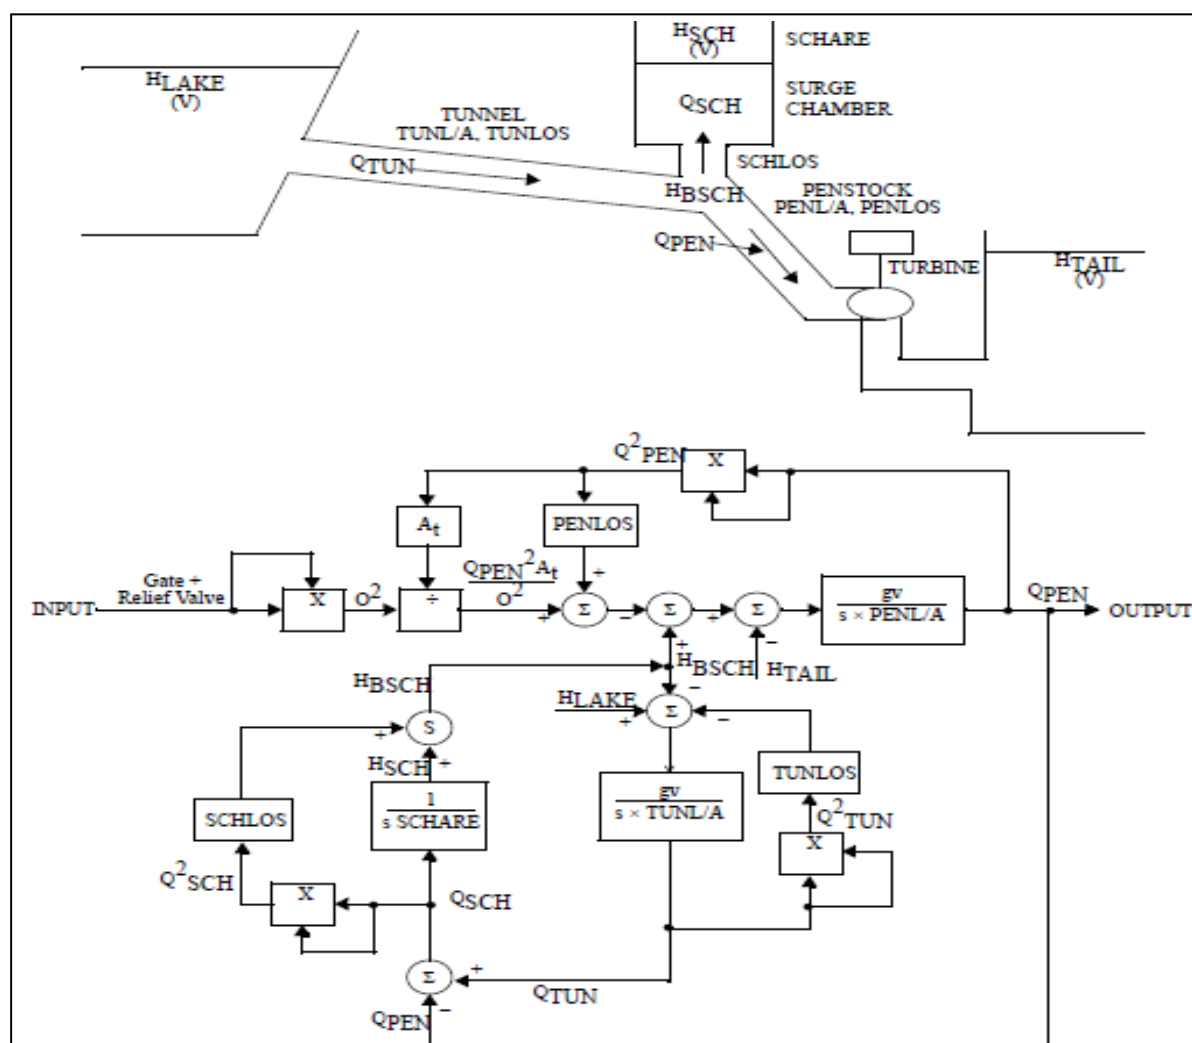 HSCH
(V)
SCHARE
HLAKE
(V)
SURGE
CHAMBER
QSCH
TUNNEL
TUNL/A, TUNLOS
SCHLOS
QTUN
HBSCH
PENSTOCK
PENL/A, PENLOS
QPEN
TURBINE
HTAIL
(V)
Q²PEN
X
At
PENLOS
QPEN²At
O²
+
Gate +
Relief Valve
INPUT
X
O²
÷
+
Σ
−
Σ
+
Σ
gv
s × PENL/A
QPEN
OUTPUT
+
−
HBSCH
HTAIL
HBSCH
−
HLAKE
+
Σ
−
+
S
HSCH
+
TUNLOS
SCHLOS
1
s SCHARE
gv
s × TUNL/A
Q²TUN
X
Q²SCH
X
QSCH
Σ
+
QTUN
QPEN
−